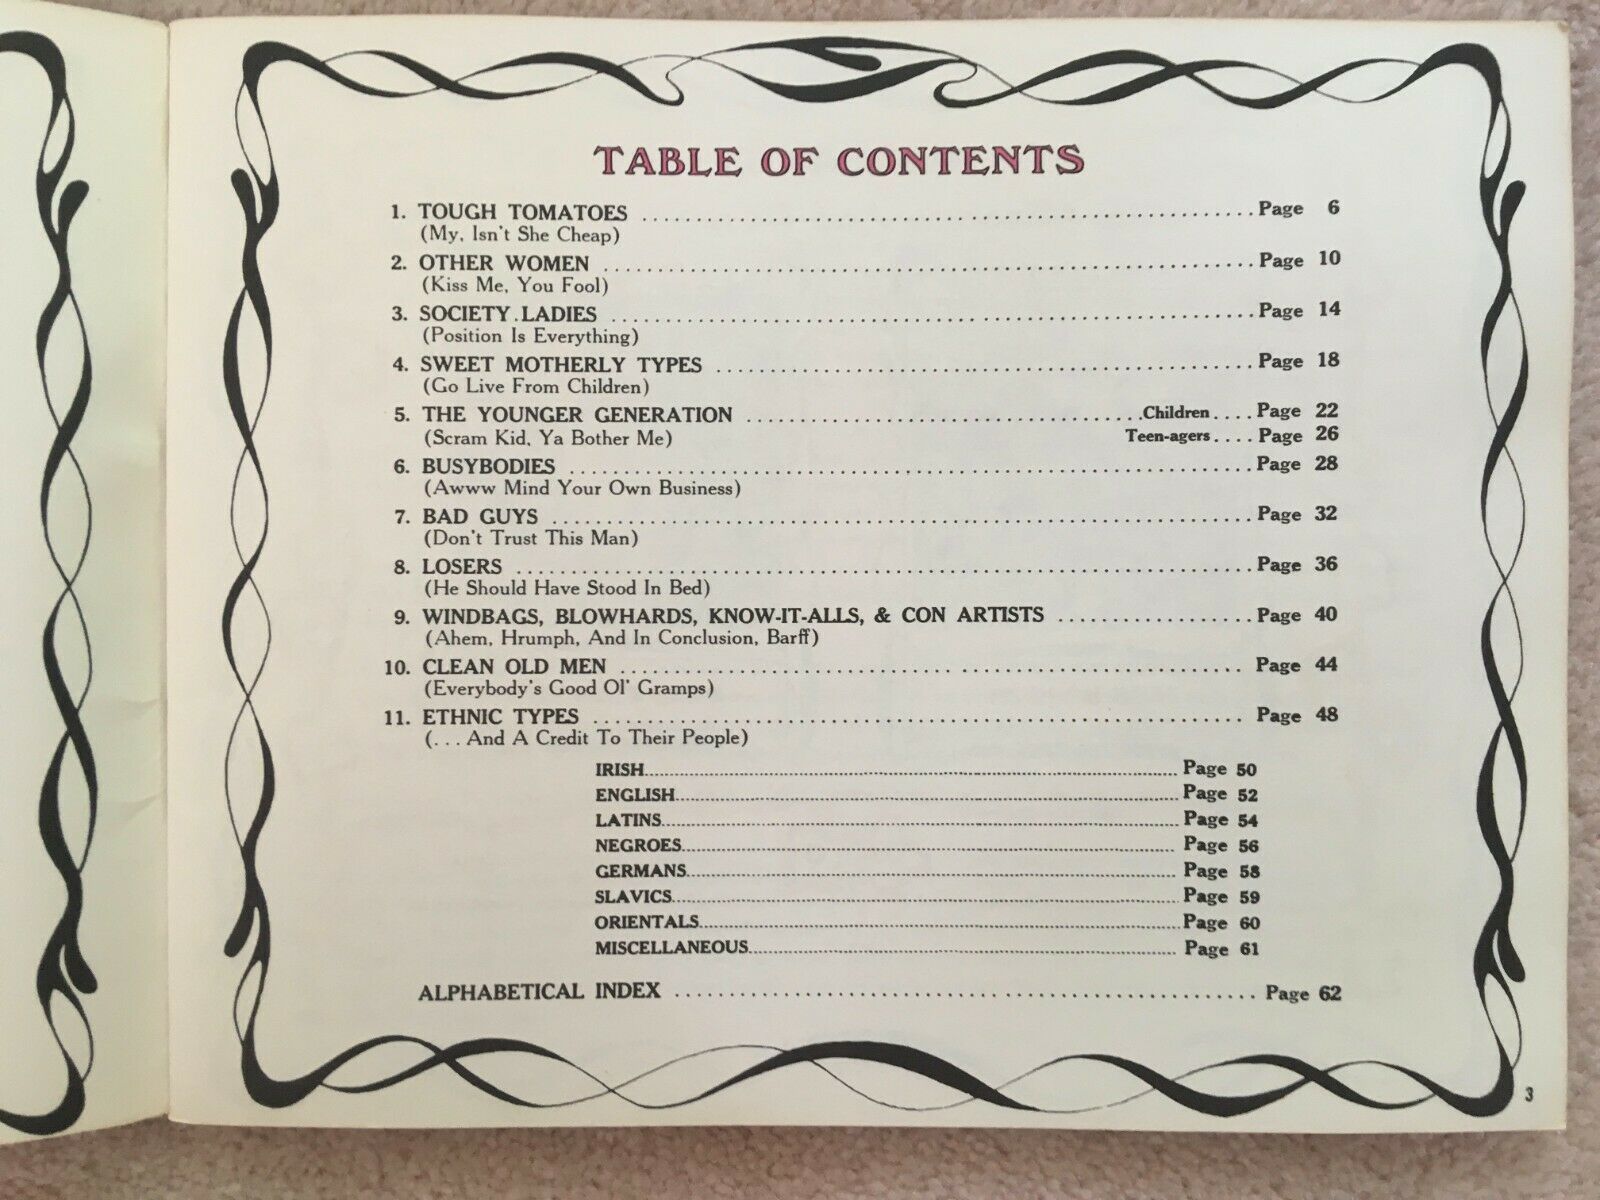 TABLE OF CONTENTS
1. TOUGH TOMATOES ........ Page 6
(My, Isn't She Cheap)
2. OTHER WOMEN ........ Page 10
(Kiss Me, You Fool)
3. SOCIETY LADIES ........ Page 14
(Position Is Everything)
4. SWEET MOTHERLY TYPES ........ Page 18
(Go Live From Children)
5. THE YOUNGER GENERATION ........ Children .... Page 22
(Scram Kid, Ya Bother Me) Teen-agers .... Page 26
6. BUSYBODIES ........ Page 28
(Awww Mind Your Own Business)
7. BAD GUYS ........ Page 32
(Don't Trust This Man)
8. LOSERS ........ Page 36
(He Should Have Stood In Bed)
9. WINDBAGS, BLOWHARDS, KNOW-IT-ALLS, & CON ARTISTS ........ Page 40
(Ahem, Hrumph, And In Conclusion, Barff)
10. CLEAN OLD MEN ........ Page 44
(Everybody's Good Ol' Gramps)
11. ETHNIC TYPES ........ Page 48
(. . . And A Credit To Their People)
IRISH ........ Page 50
ENGLISH ........ Page 52
LATINS ........ Page 54
NEGROES ........ Page 56
GERMANS ........ Page 58
SLAVICS ........ Page 59
ORIENTALS ........ Page 60
MISCELLANEOUS ........ Page 61
ALPHABETICAL INDEX ........ Page 62
3